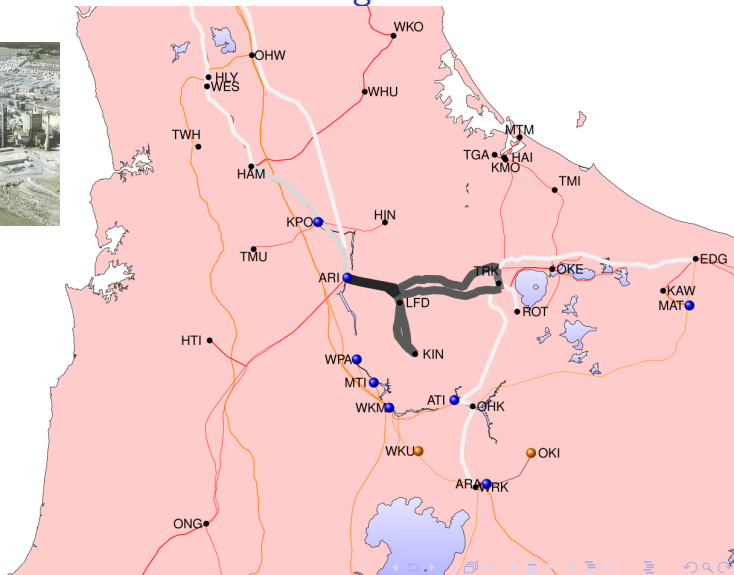 g
WKO
OHW
HLY
WES
WHU
TWH
MTM
TGA
HAI
KMO
HAM
TMI
KPO
HIN
TMU
EDG
ARI
TRK
OKE
KAW
LFD
MAT
ROT
HTI
KIN
WPA
MTI
ATI
WKM
OHK
WKU
OKI
ARA
WRK
ONG